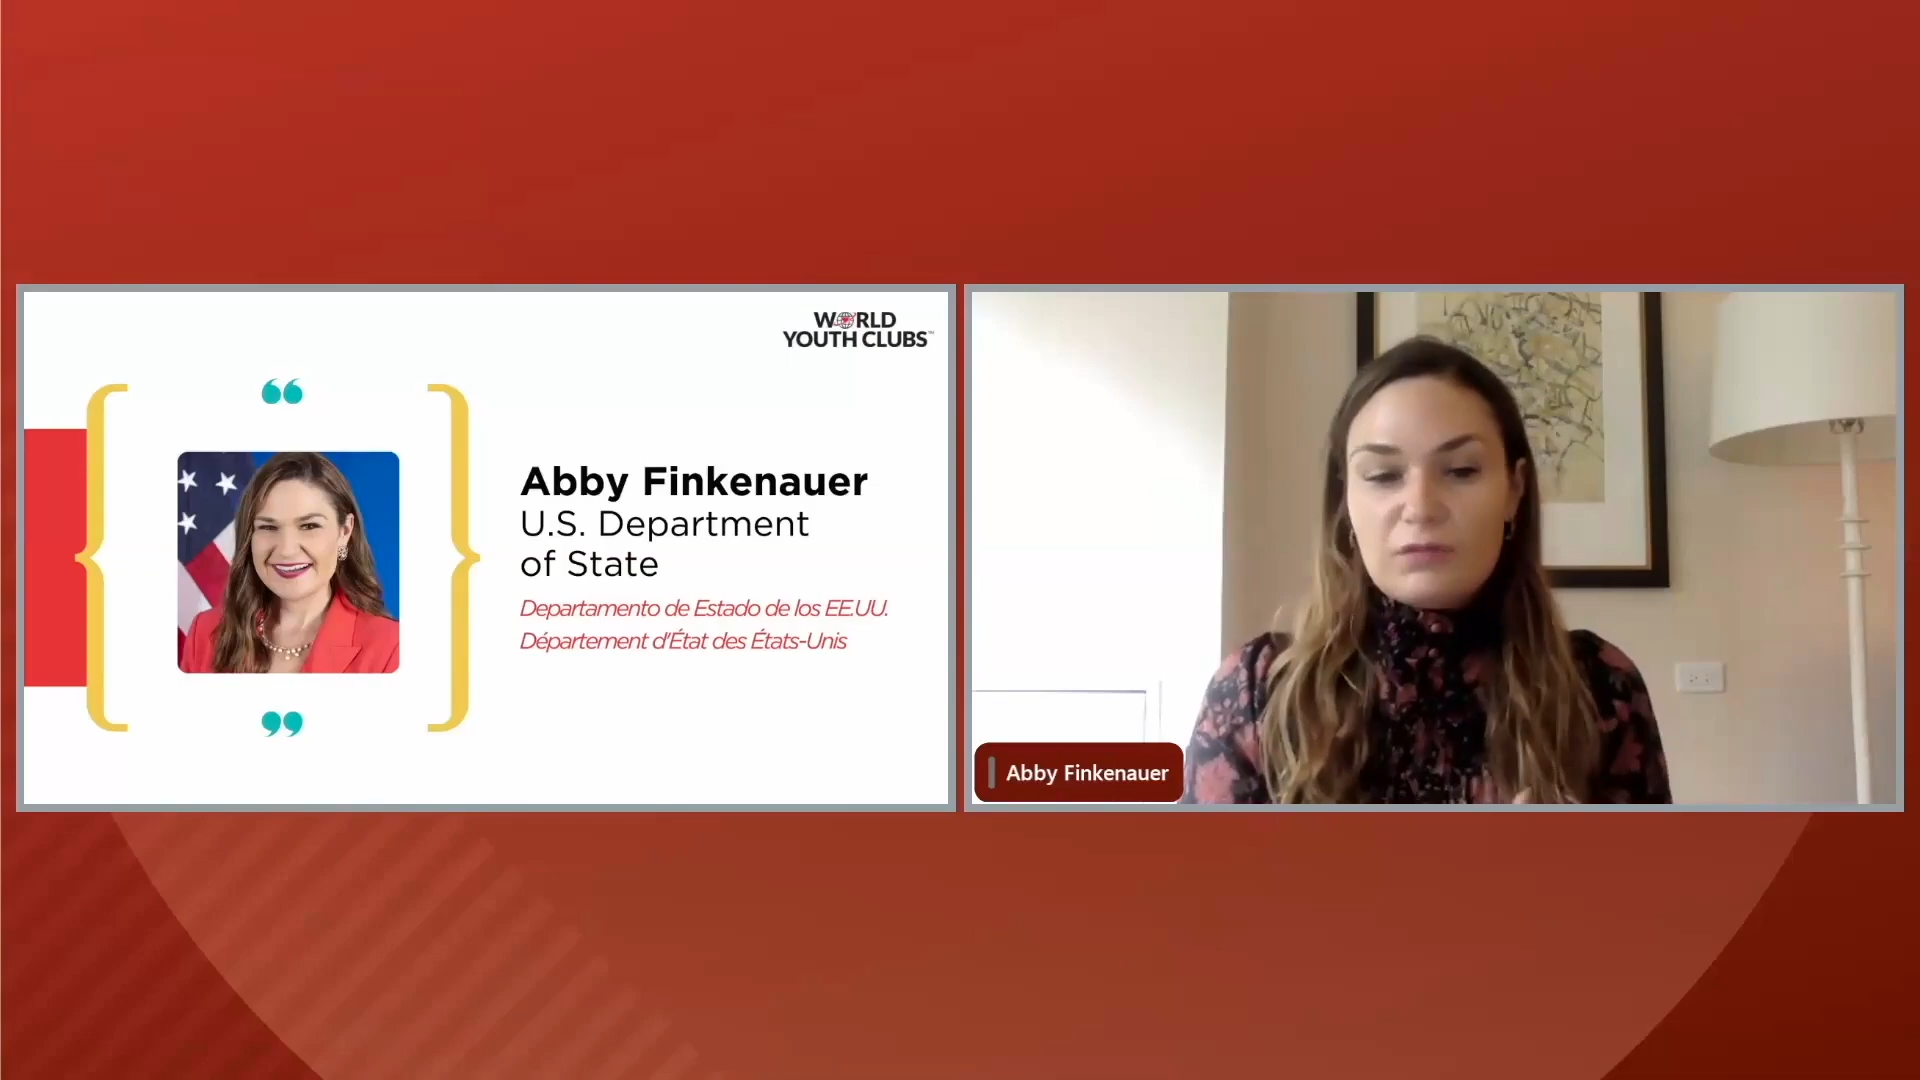 WORLD
YOUTH CLUBS™
“
Abby Finkenauer
U.S. Department
of State
Departamento de Estado de los EE.UU.
Département d'État des États-Unis
”
Abby Finkenauer